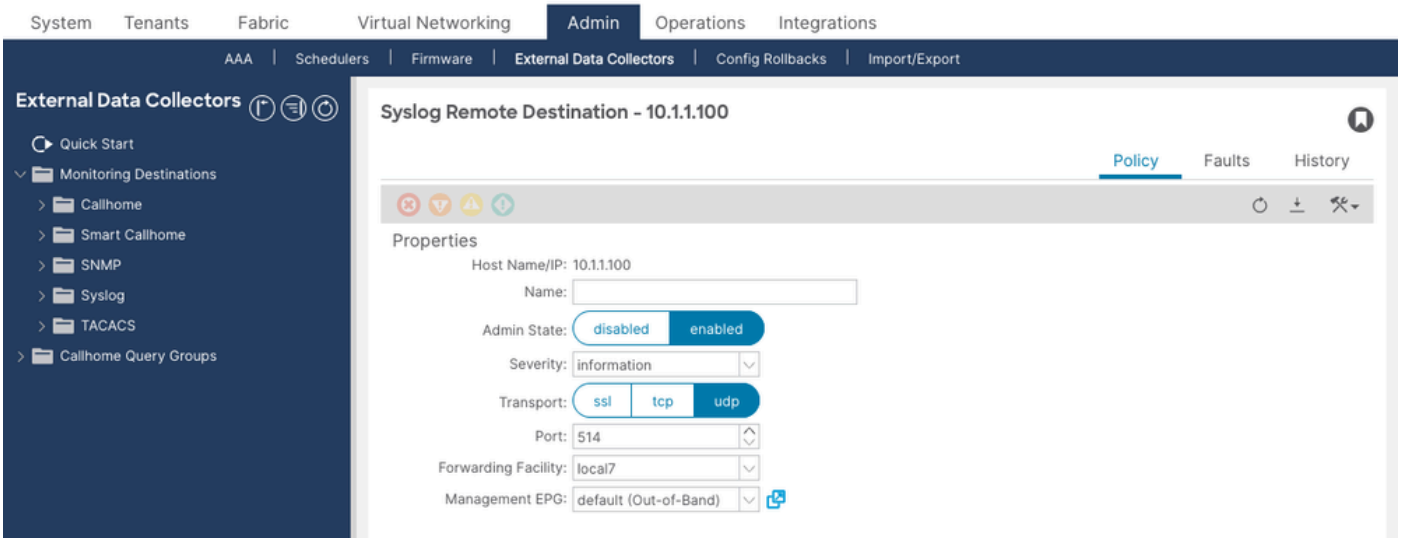 System Tenants Fabric Virtual Networking Admin Operations Integrations
AAA | Schedulers | Firmware | External Data Collectors | Config Rollbacks | Import/Export
External Data Collectors
Quick Start
Monitoring Destinations
Callhome
Smart Callhome
SNMP
Syslog
TACACS
Callhome Query Groups
Syslog Remote Destination - 10.1.1.100
Policy Faults History
Properties
Host Name/IP: 10.1.1.100
Name:
Admin State: disabled enabled
Severity: information
Transport: ssl tcp udp
Port: 514
Forwarding Facility: local7
Management EPG: default (Out-of-Band)